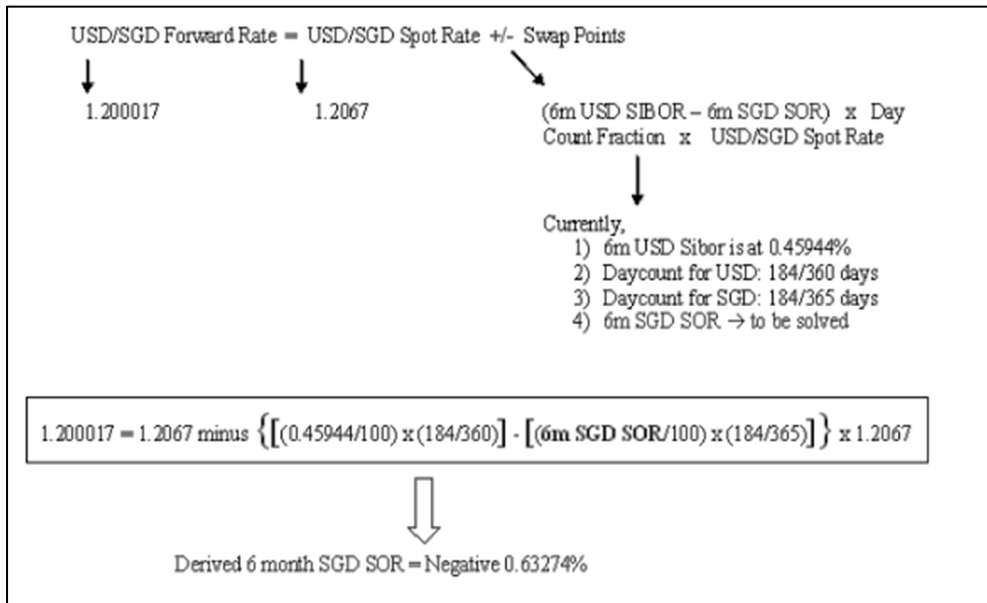 USD/SGD Forward Rate = USD/SGD Spot Rate +/- Swap Points
1.200017 1.2067 (6m USD SIBOR – 6m SGD SOR) x Day
Count Fraction x USD/SGD Spot Rate
Currently,
1) 6m USD Sibor is at 0.45944%
2) Daycount for USD: 184/360 days
3) Daycount for SGD: 184/365 days
4) 6m SGD SOR → to be solved
1.200017 = 1.2067 minus {[(0.45944/100) x (184/360)] - [(6m SGD SOR/100) x (184/365)]} x 1.2067
Derived 6 month SGD SOR = Negative 0.63274%